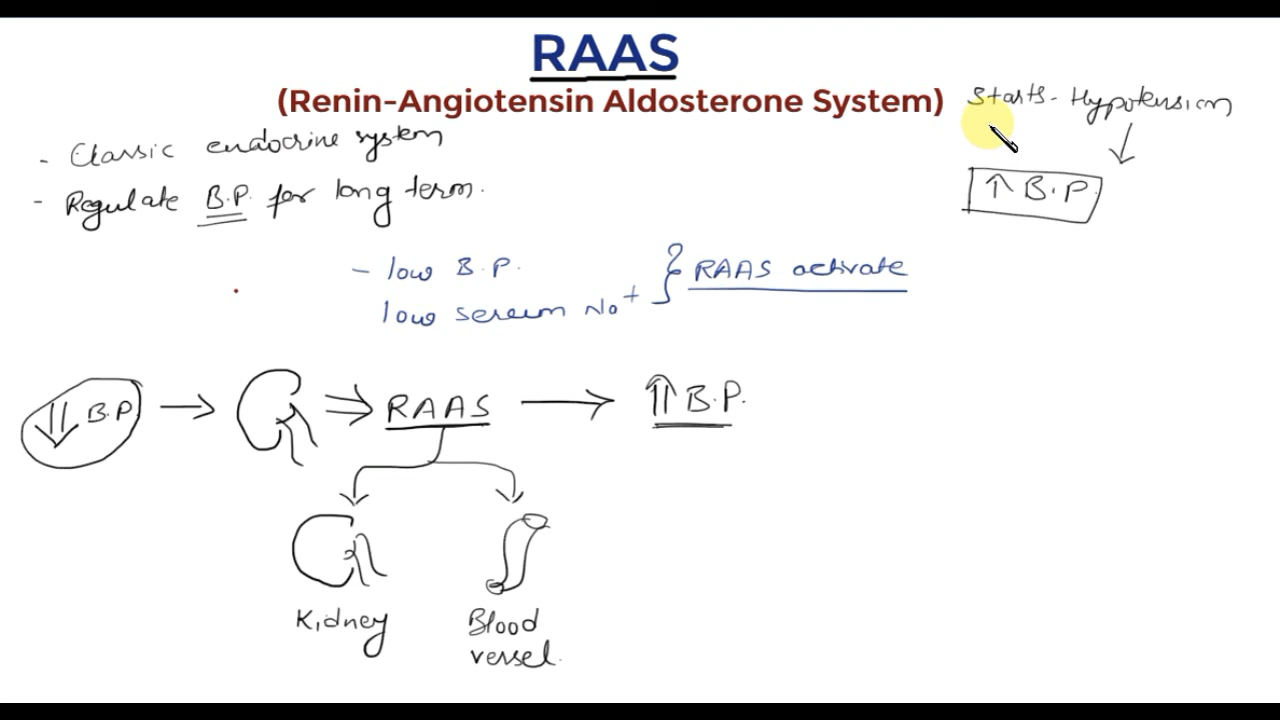 RAAS
(Renin-Angiotensin Aldosterone System)
Starts - Hypotension
↑ B.P.
- Classic endocrine system
- Regulate B.P. for long term.
- low B.P.
low sereum Na+
} RAAS activate
↓↓ B.P → ⇒ RAAS → ↑↑ B.P.
Kidney
Blood
vessel.